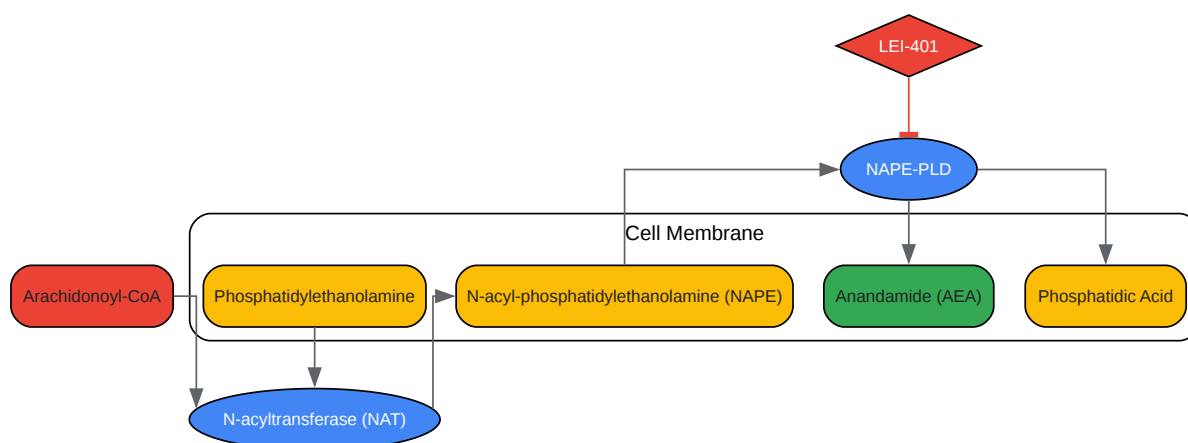 LEI-401
NAPE-PLD
Cell Membrane
Arachidonoyl-CoA
Phosphatidylethanolamine
N-acyl-phosphatidylethanolamine (NAPE)
Anandamide (AEA)
Phosphatidic Acid
N-acyltransferase (NAT)